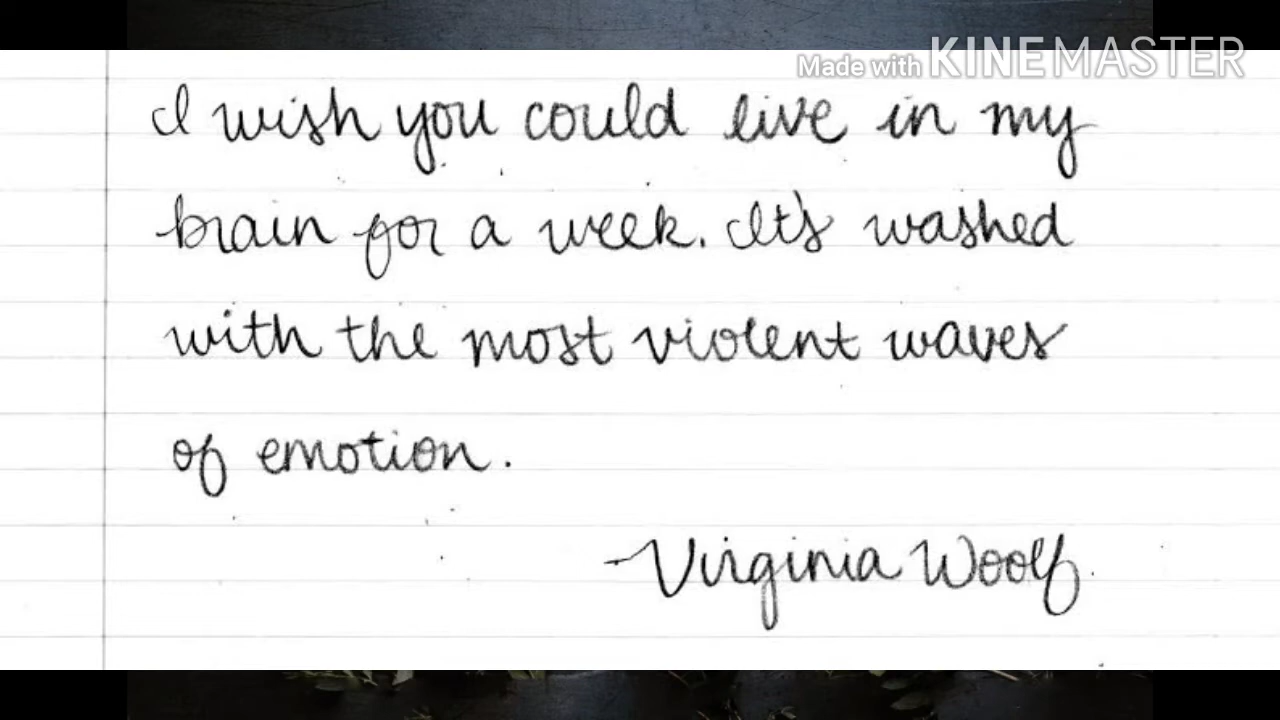 Made with KINEMASTER
I wish you could live in my
brain for a week. It's washed
with the most violent waves
of emotion.
-Virginia Woolf.